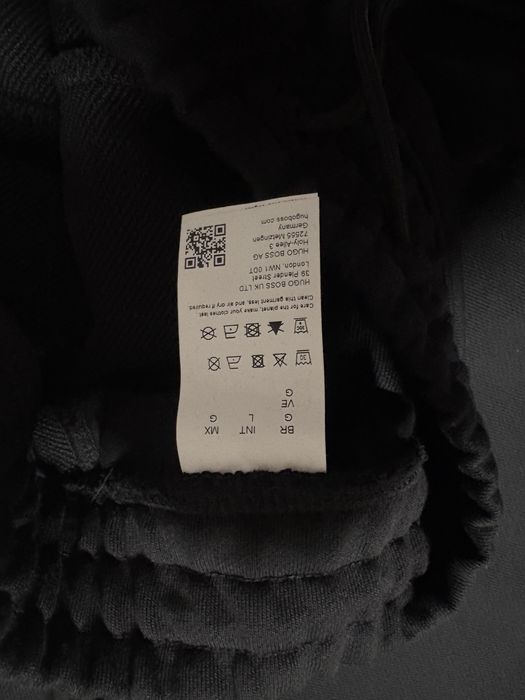 BR INT MX
G L G
VE
G
30
Care for the planet, make your clothes last
Clean this garment less, and air dry if required.
HUGO BOSS UK LTD
39 Plender Street
London, NW1 0DT
HUGO BOSS AG
Holy-Allee 3
72555 Metzingen
Germany
hugoboss.com